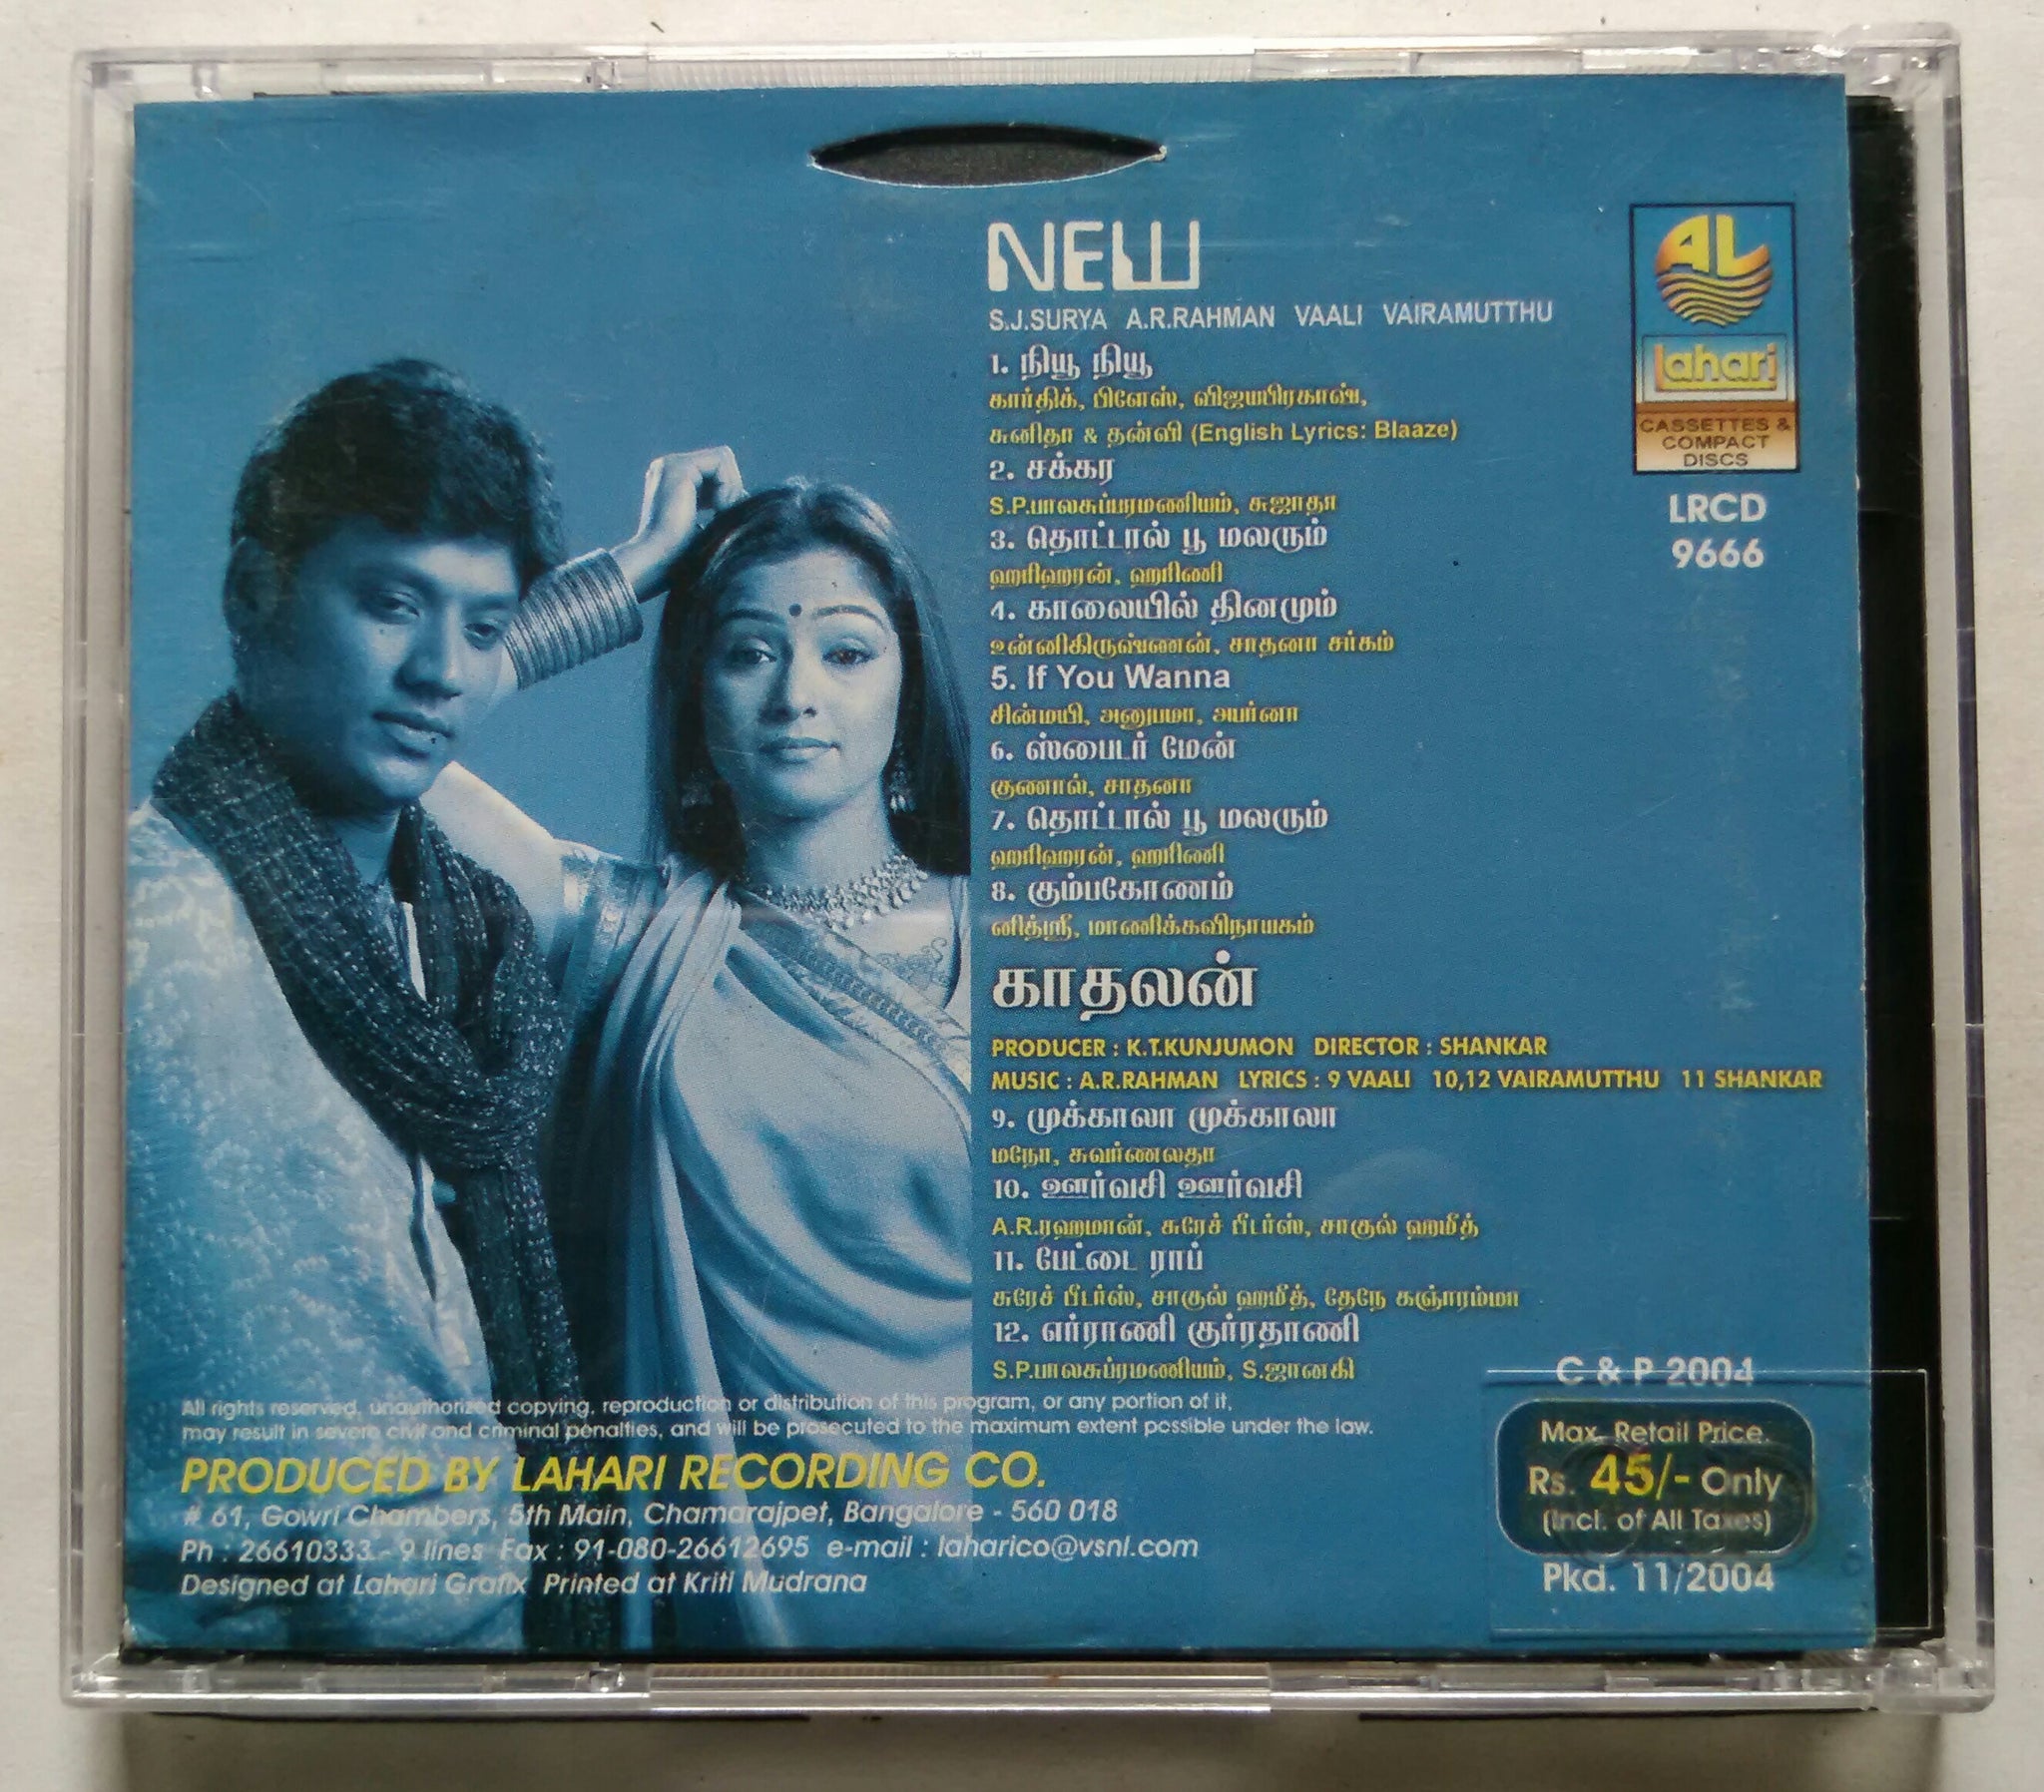 NEW
S.J.SURYA A.R.RAHMAN VAALI VAIRAMUTTHU
1. நியூ நியூ
கார்திக், பிளேஸ், விஜயபிரகாஷ்,
சுனிதா & தன்வி (English Lyrics: Blaaze)
2. சக்கர
S.P.பாலசுப்பரமணியம், சுஜாதா
3. தொட்டால் பூ மலரும்
ஹரிஹரன், ஹரிணி
4. காலையில் தினமும்
உன்னிகிருஷ்ணன், சாதனா சர்கம்
5. If You Wanna
சின்மயி, அனுபமா, அபர்னா
6. ஸ்பைடர் மேன்
குணால், சாதனா
7. தொட்டால் பூ மலரும்
ஹரிஹரன், ஹரிணி
8. கும்பகோணம்
னித்ஸ்ரீ, மாணிக்கவிநாயகம்
காதலன்
PRODUCER : K.T.KUNJUMON DIRECTOR : SHANKAR
MUSIC : A.R.RAHMAN LYRICS : 9 VAALI 10,12 VAIRAMUTTHU 11 SHANKAR
9. முக்காலா முக்காலா
மநோ, சுவர்ணலதா
10. ஊர்வசி ஊர்வசி
A.R.ரஹமான், சுரேச் பீடர்ஸ், சாகுல் ஹமீத்
11. பேட்டை ராப்
சுரேச் பீடர்ஸ், சாகுல் ஹமீத், தேநே கஞ்சாரம்மா
12. எர்ராணி குர்ரதாணி
S.P.பாலசுப்ரமணியம், S.ஜானகி
AL
Lahari
CASSETTES &
COMPACT
DISCS
LRCD
9666
All rights reserved, unauthorized copying, reproduction or distribution of this program, or any portion of it,
may result in severe civil and criminal penalties, and will be prosecuted to the maximum extent possible under the law.
PRODUCED BY LAHARI RECORDING CO.
# 61, Gowri Chambers, 5th Main, Chamarajpet, Bangalore - 560 018
Ph : 26610333 - 9 lines Fax : 91-080-26612695 e-mail : laharico@vsnl.com
Designed at Lahari Grafix Printed at Kriti Mudrana
C & P 2004
Max. Retail Price.
Rs. 45/- Only
(Incl. of All Taxes)
Pkd. 11/2004